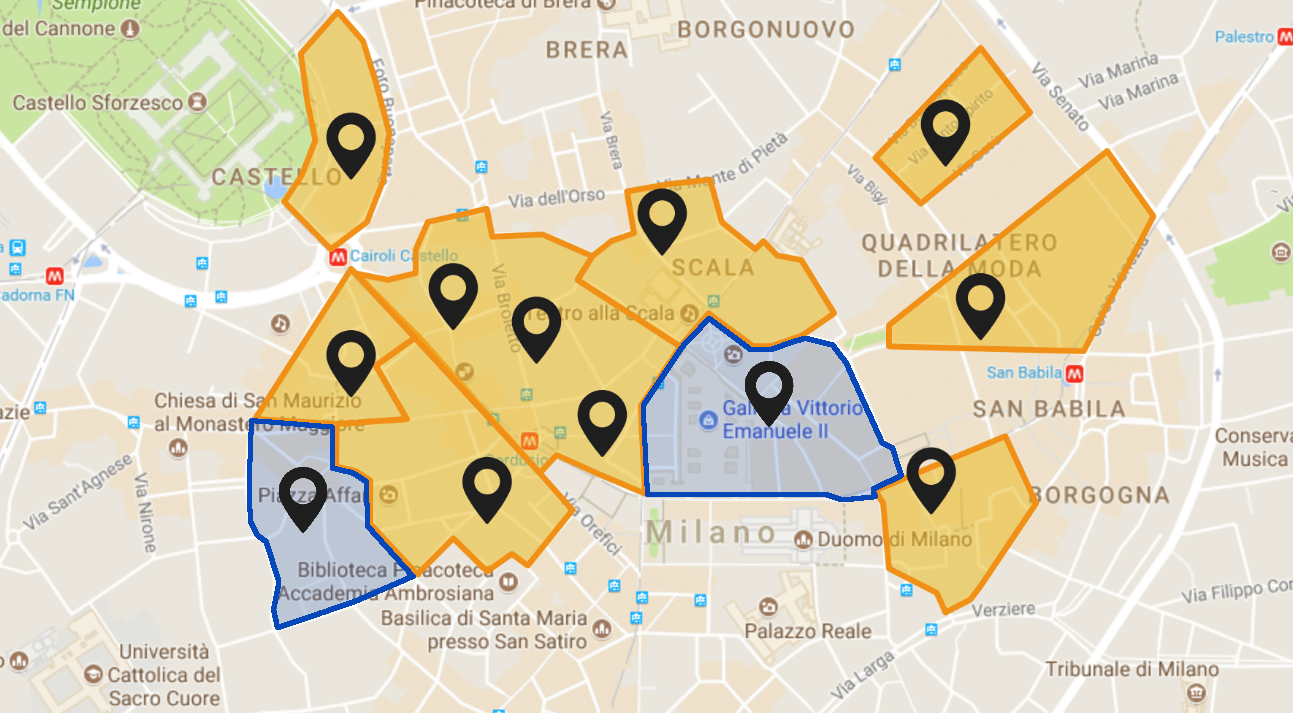 Sempione
del Cannone
Pinacoteca di Brera
BORGONUOVO
BRERA
Palestro
Via Marina
Via Marina
Via Senato
Castello Sforzesco
Via Brera
CASTELLO
Via Monte di Pietà
Via dell'Orso
Via Bigli
Cairoli Castello
QUADRILATERO
DELLA MODA
SCALA
Via Broletto
Teatro alla Scala
Corso Venezia
Cadorna FN
San Babila
Chiesa di San Maurizio
al Monastero Maggiore
SAN BABILA
Galleria Vittorio
Emanuele II
Cordusio
Conserva
Musica
Via Sant'Agnese
Via Nirone
Piazza Affari
BORGOGNA
Via Orefici
Milano
Duomo di Milano
Biblioteca Pinacoteca
Accademia Ambrosiana
Via Filippo Cor
Basilica di Santa Maria
presso San Satiro
Verziere
Palazzo Reale
Università
Cattolica del
Sacro Cuore
Via Larga
Tribunale di Milano